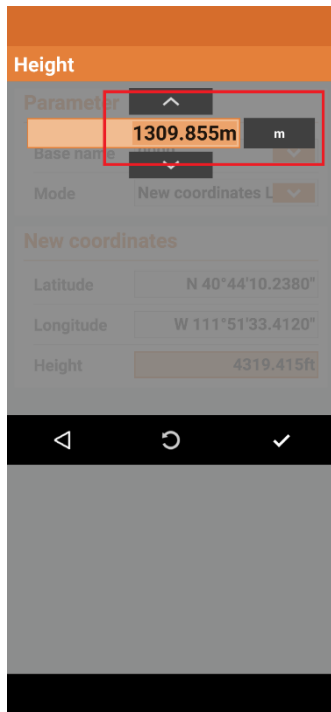 Height
Parameter
1309.855m m
Base name
Mode New coordinates L
New coordinates
Latitude N 40°44'10.2380"
Longitude W 111°51'33.4120"
Height 4319.415ft